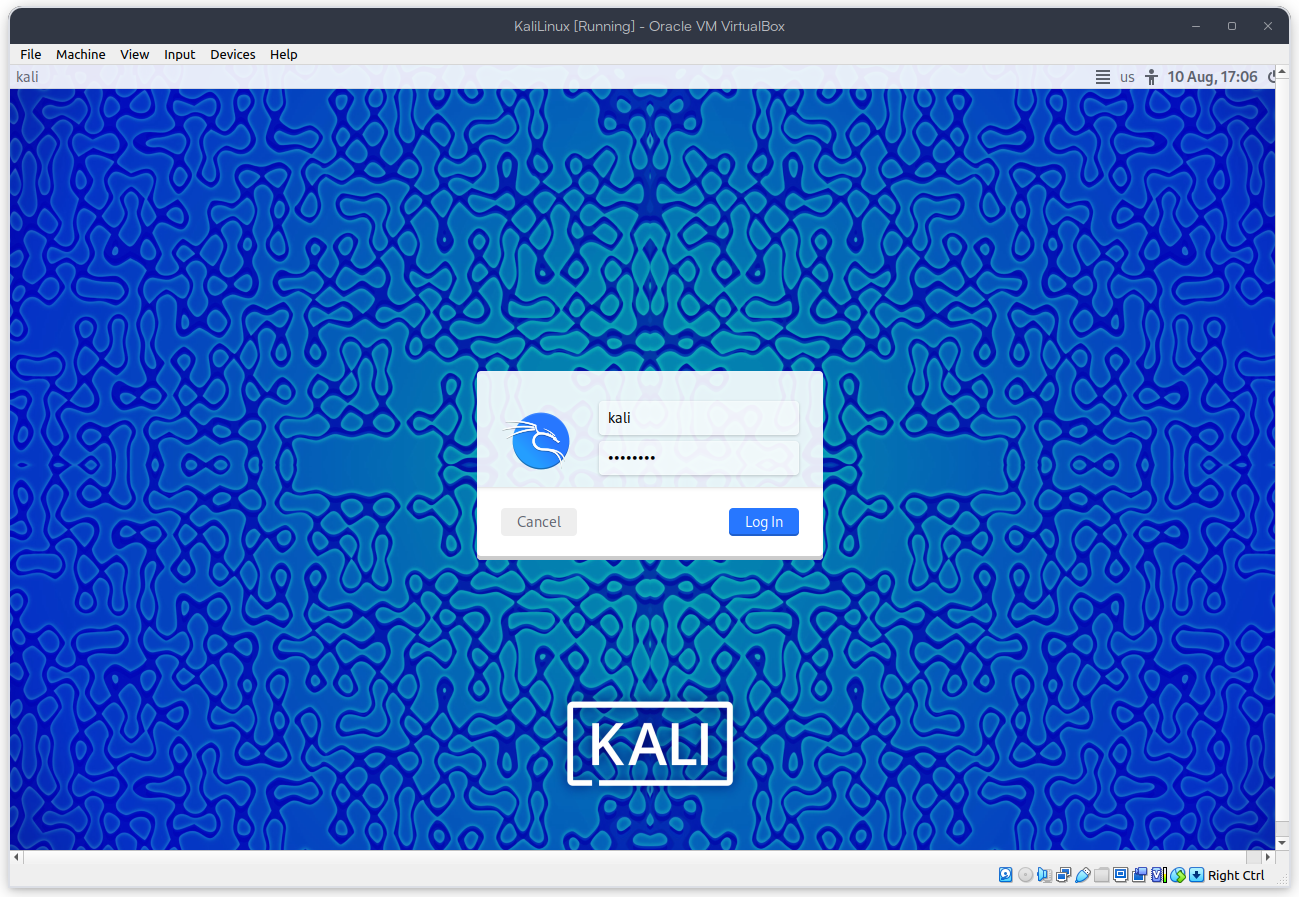 KaliLinux [Running] - Oracle VM VirtualBox
File Machine View Input Devices Help
kali us 10 Aug, 17:06
kali
••••••••
Cancel Log In
KALI
Right Ctrl